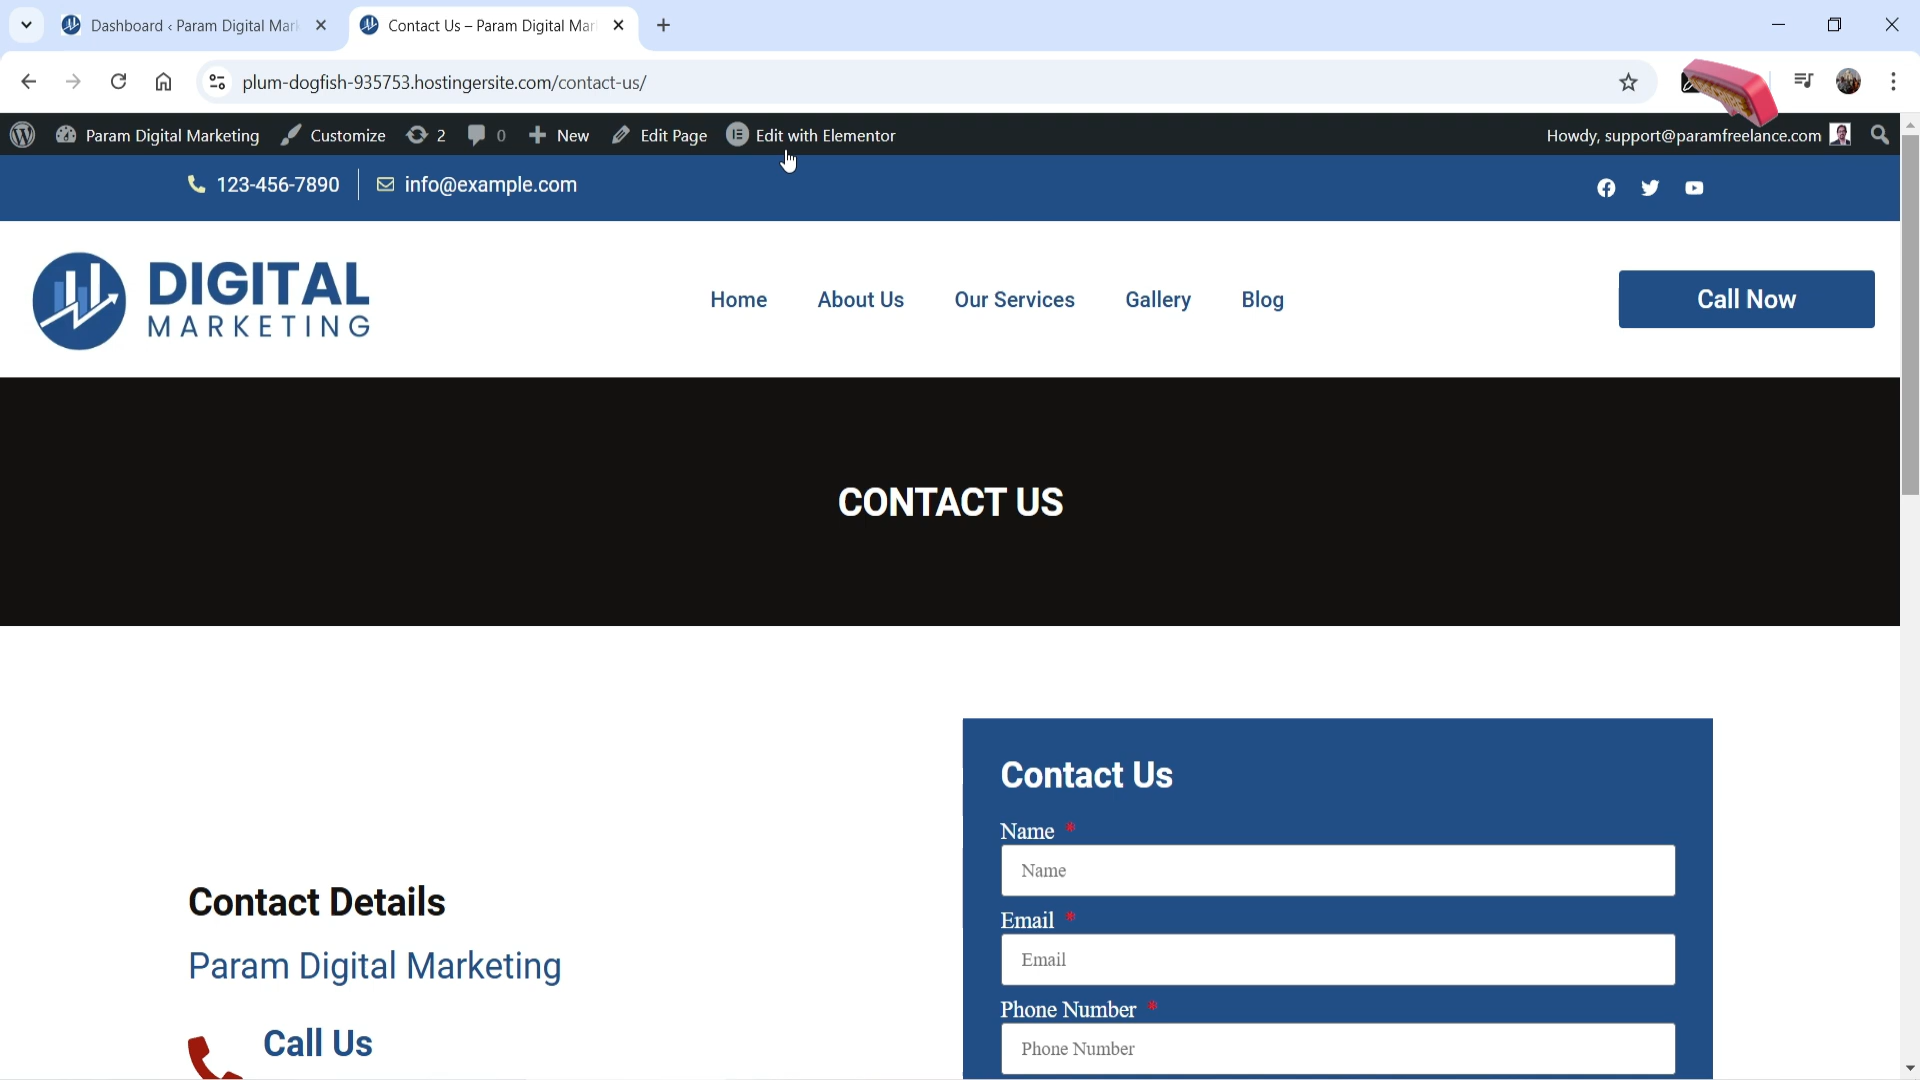 Dashboard ‹ Param Digital Mar
Contact Us – Param Digital Mar
plum-dogfish-935753.hostingersite.com/contact-us/
Param Digital Marketing Customize 2 0 New Edit Page Edit with Elementor Howdy, support@paramfreelance.com
123-456-7890 info@example.com
DIGITAL
MARKETING
Home About Us Our Services Gallery Blog Call Now
CONTACT US
Contact Us
Name *
Name
Email *
Email
Phone Number *
Phone Number
Contact Details
Param Digital Marketing
Call Us